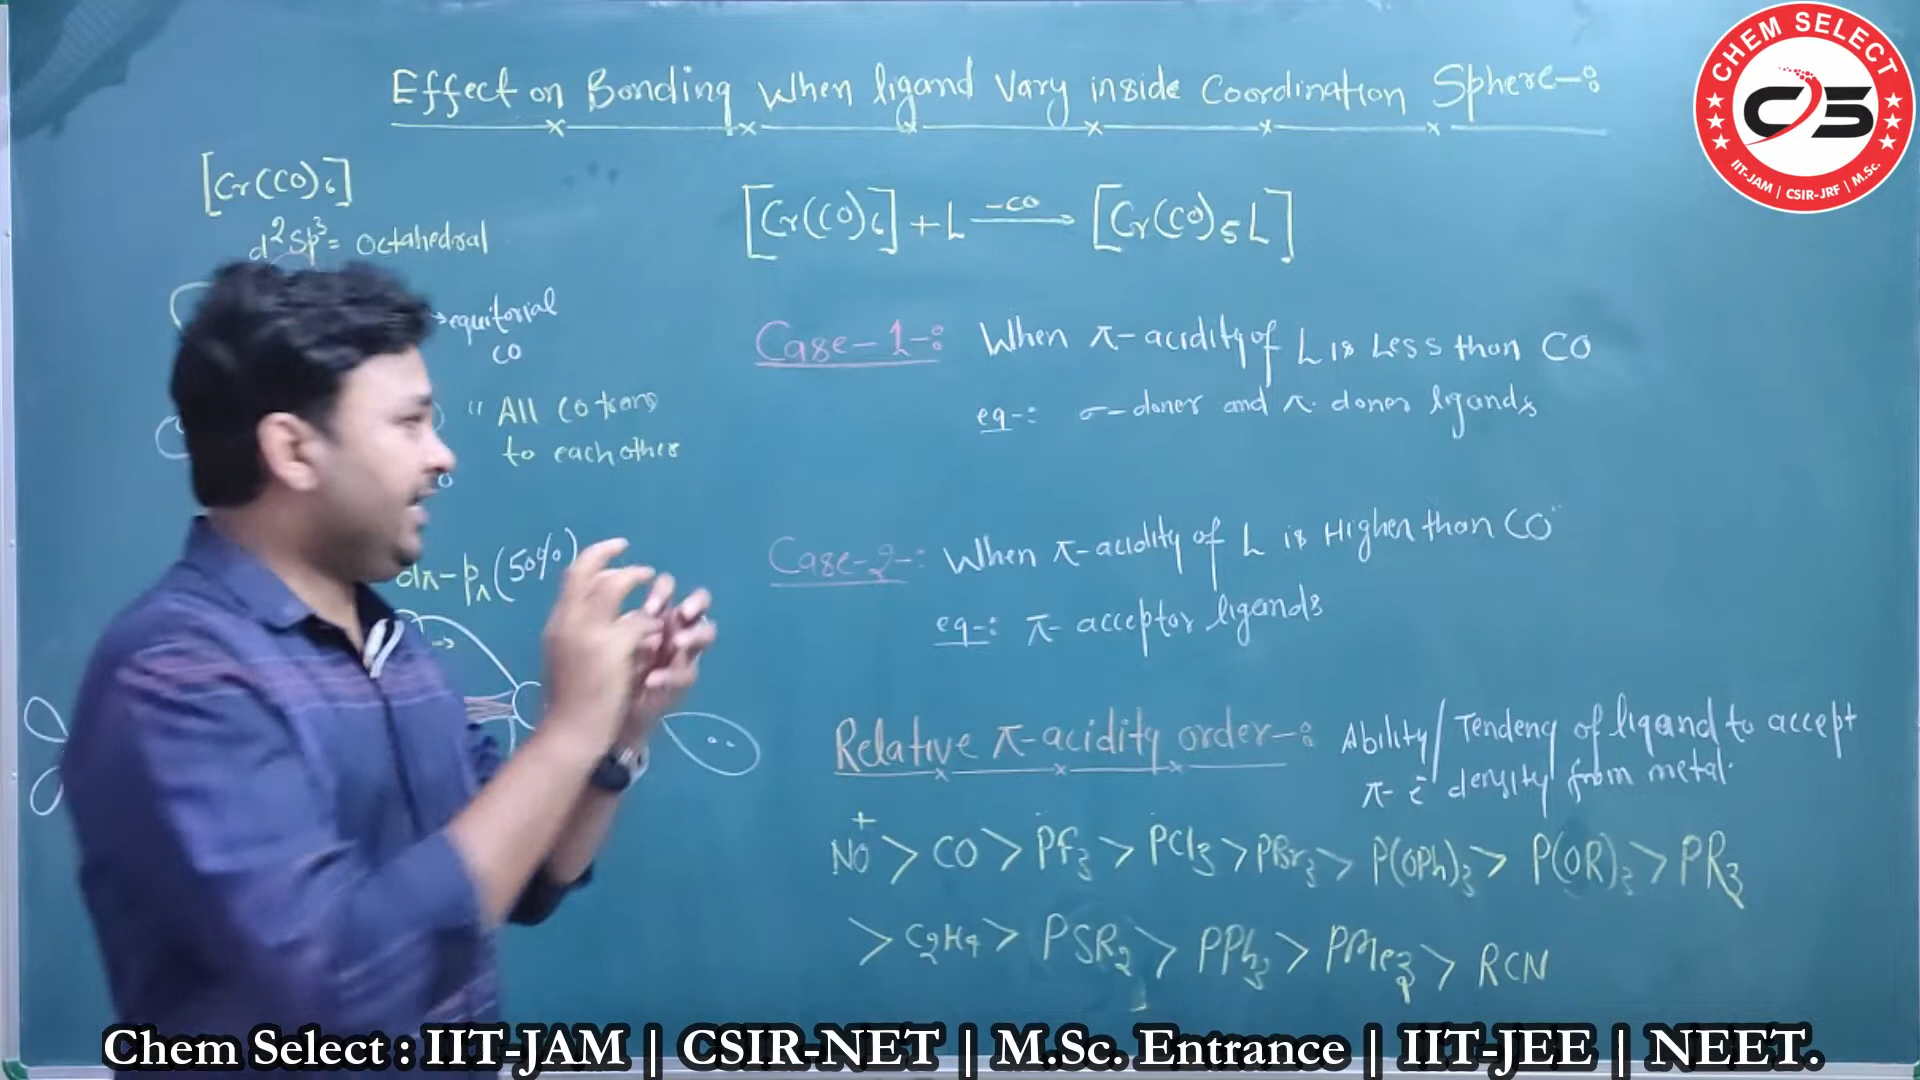 Effect on Bonding when ligand Vary inside Coordination Sphere-:
CHEM SELECT
CS
IIT-JAM | CSIR-JRF | M.Sc.
[Cr(CO)6]
d²sp³= octahedral
→equitorial
CO
"All CO trans
to each other
dπ-pπ(50%)
[Cr(CO)6] + L -CO→ [Cr(CO)5L]
Case-1-: When π-acidity of L is Less than CO
eg-: σ-doner and π-doner ligands
Case-2-: When π-acidity of L is Higher than CO
eg-: π-acceptor ligands
Relative π-acidity order-: Ability/Tendency of ligand to accept
π-e⁻ density from metal.
NO⁺ > CO > PF3 > PCl3 > PBr3 > P(OPh)3 > P(OR)3 > PR3
> C2H4 > PSR2 > PPh3 > PMe3 > RCN
Chem Select : IIT-JAM | CSIR-NET | M.Sc. Entrance | IIT-JEE | NEET.